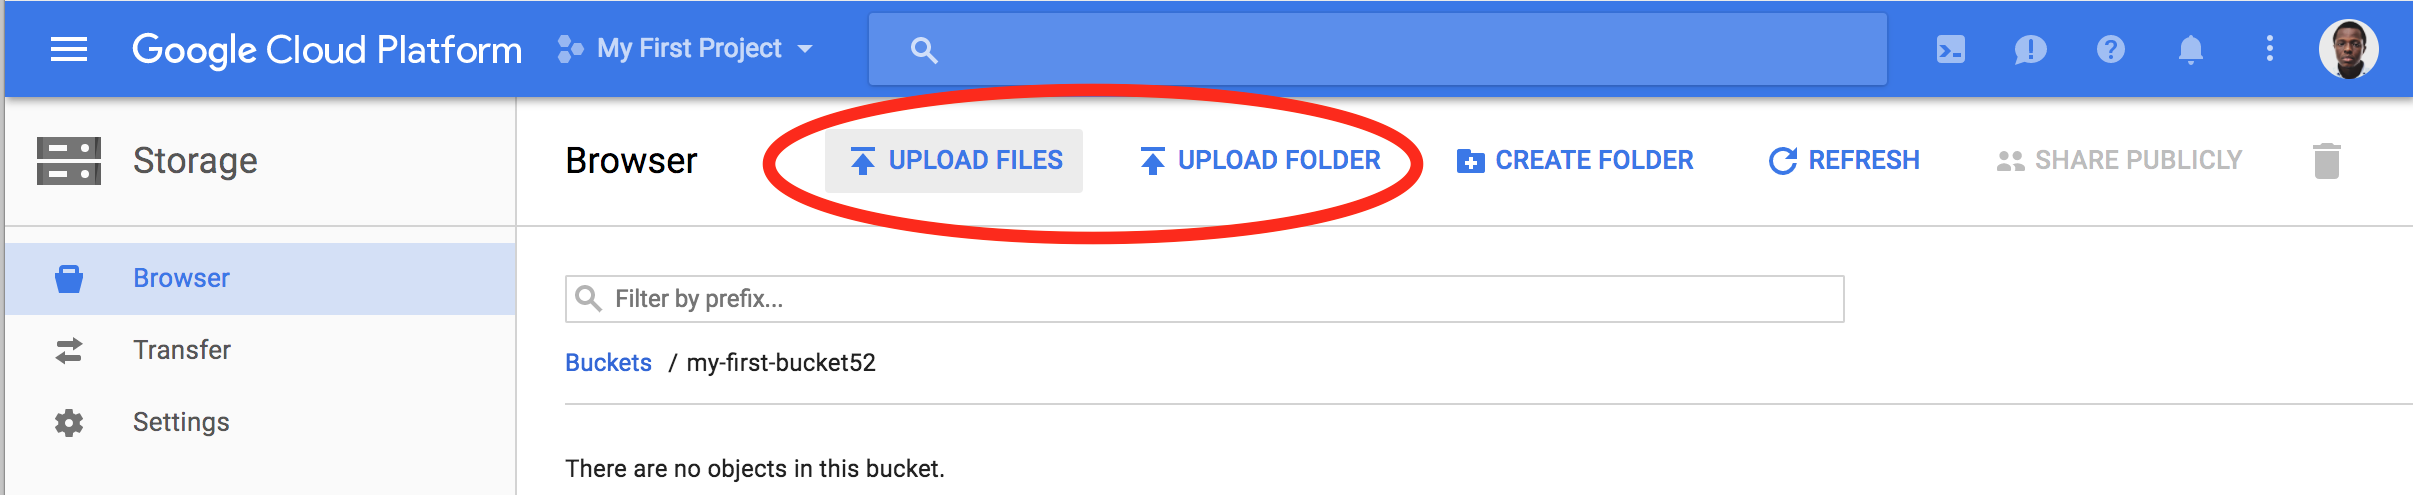 Google Cloud Platform My First Project
Storage
Browser
Transfer
Settings
Browser UPLOAD FILES UPLOAD FOLDER CREATE FOLDER REFRESH SHARE PUBLICLY
Filter by prefix...
Buckets / my-first-bucket52
There are no objects in this bucket.